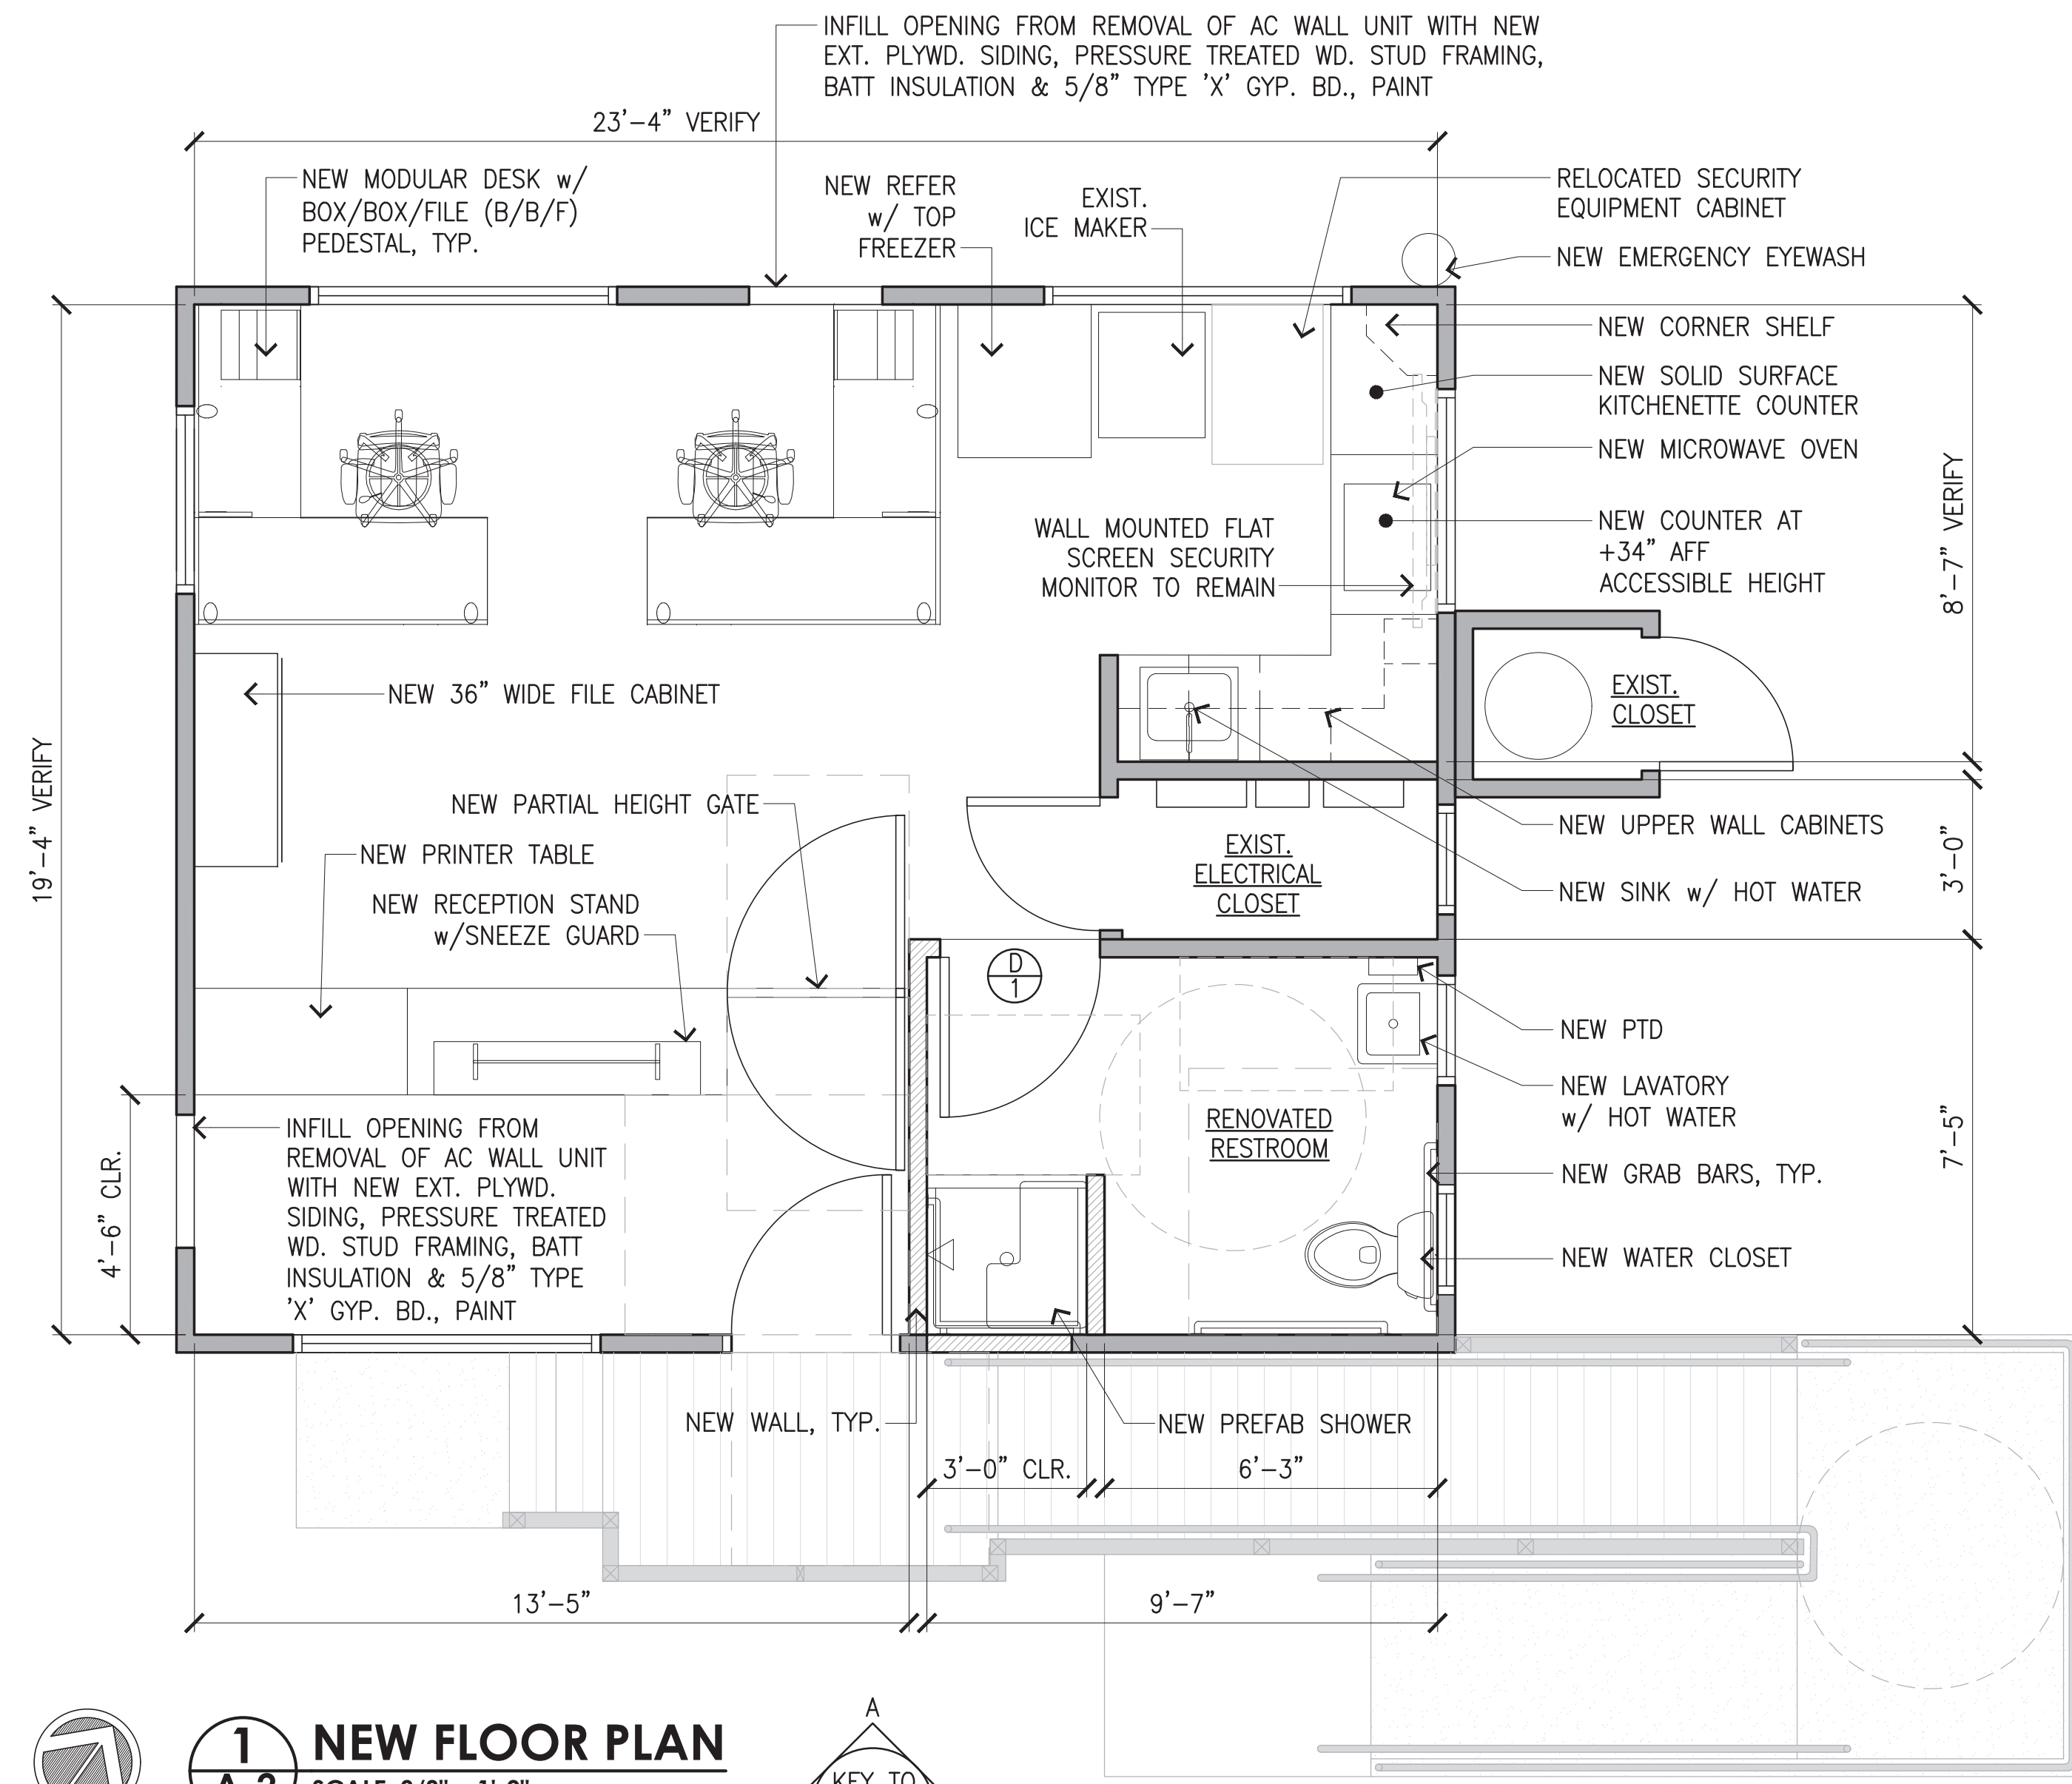 INFILL OPENING FROM REMOVAL OF AC WALL UNIT WITH NEW
EXT. PLYWD. SIDING, PRESSURE TREATED WD. STUD FRAMING,
BATT INSULATION & 5/8" TYPE 'X' GYP. BD., PAINT
23'-4" VERIFY
NEW MODULAR DESK w/
BOX/BOX/FILE (B/B/F)
PEDESTAL, TYP.
NEW REFER
w/ TOP
FREEZER
EXIST.
ICE MAKER
RELOCATED SECURITY
EQUIPMENT CABINET
NEW EMERGENCY EYEWASH
NEW CORNER SHELF
NEW SOLID SURFACE
KITCHENETTE COUNTER
NEW MICROWAVE OVEN
NEW COUNTER AT
+34" AFF
ACCESSIBLE HEIGHT
8'-7" VERIFY
WALL MOUNTED FLAT
SCREEN SECURITY
MONITOR TO REMAIN
EXIST.
CLOSET
NEW 36" WIDE FILE CABINET
19'-4" VERIFY
NEW PARTIAL HEIGHT GATE
NEW PRINTER TABLE
NEW RECEPTION STAND
w/SNEEZE GUARD
EXIST.
ELECTRICAL
CLOSET
NEW UPPER WALL CABINETS
NEW SINK w/ HOT WATER
3'-0"
D
1
NEW PTD
NEW LAVATORY
w/ HOT WATER
RENOVATED
RESTROOM
NEW GRAB BARS, TYP.
NEW WATER CLOSET
7'-5"
4'-6" CLR.
INFILL OPENING FROM
REMOVAL OF AC WALL UNIT
WITH NEW EXT. PLYWD.
SIDING, PRESSURE TREATED
WD. STUD FRAMING, BATT
INSULATION & 5/8" TYPE
'X' GYP. BD., PAINT
NEW WALL, TYP.
NEW PREFAB SHOWER
3'-0" CLR.
6'-3"
13'-5"
9'-7"
1
NEW FLOOR PLAN
A
KEY TO